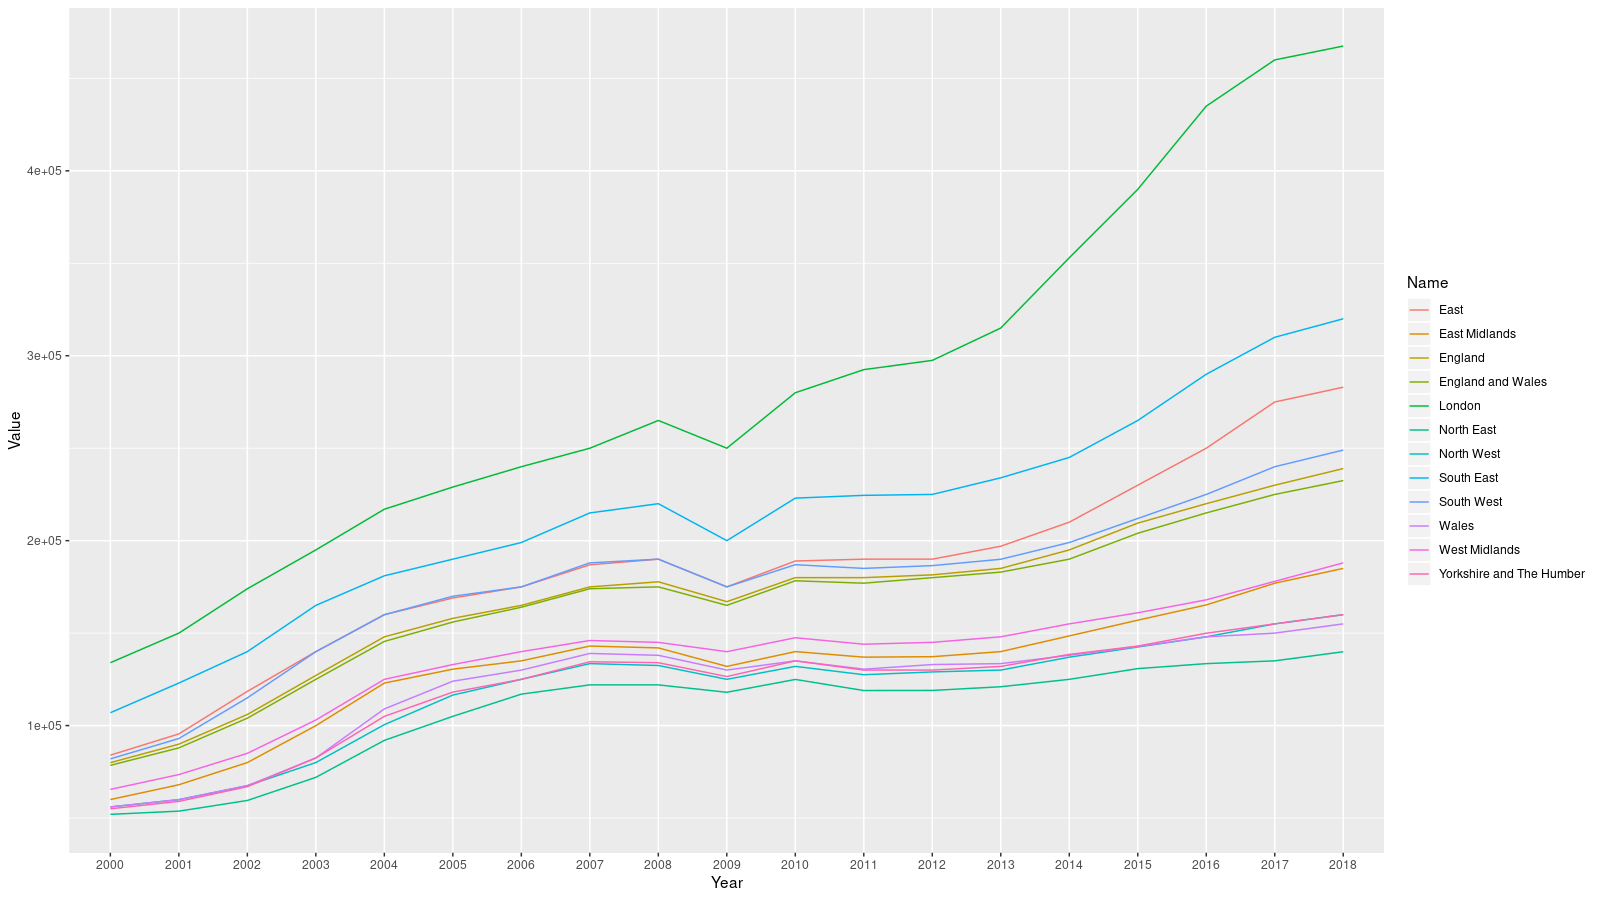 4e+05
3e+05
2e+05
1e+05
Value
2000 2001 2002 2003 2004 2005 2006 2007 2008 2009 2010 2011 2012 2013 2014 2015 2016 2017 2018
Year
Name
East
East Midlands
England
England and Wales
London
North East
North West
South East
South West
Wales
West Midlands
Yorkshire and The Humber